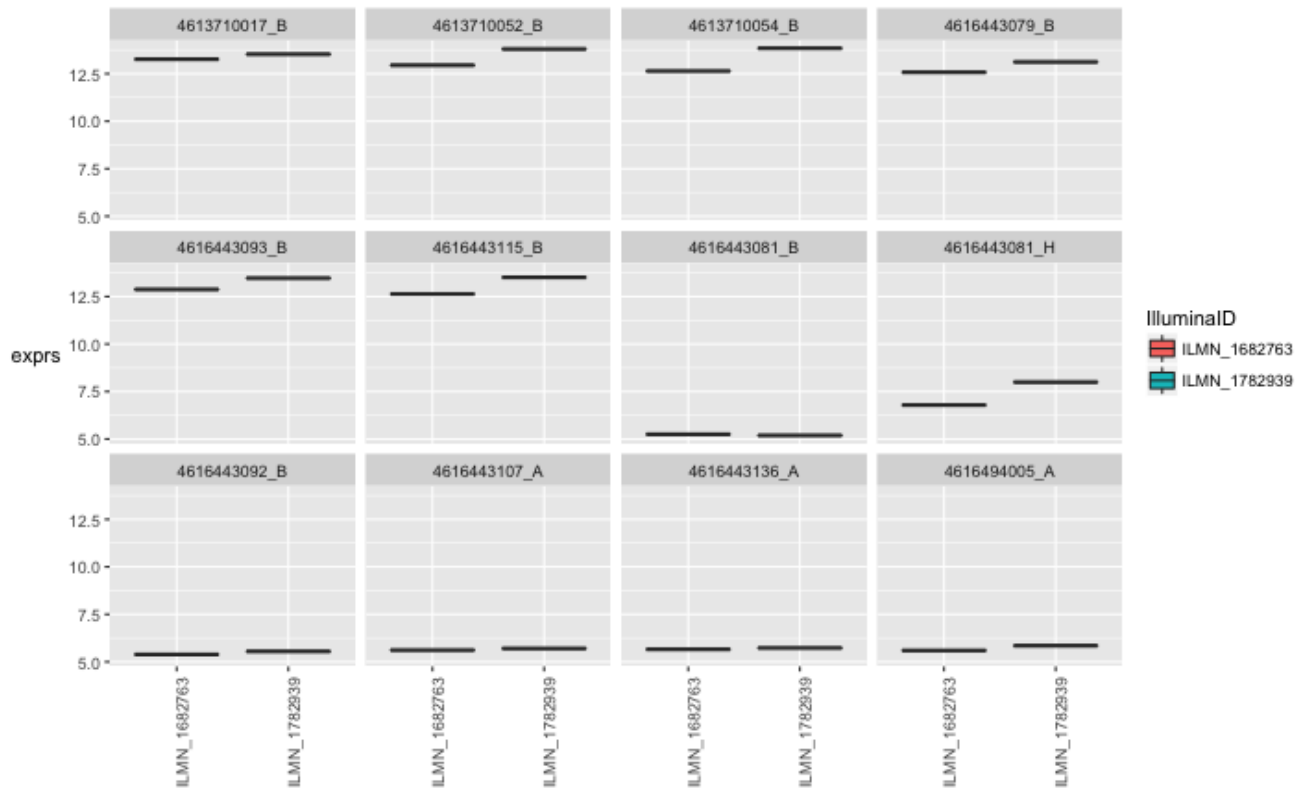 4613710017_B 4613710052_B 4613710054_B 4616443079_B
12.5
10.0
7.5
5.0
4616443093_B 4616443115_B 4616443081_B 4616443081_H
12.5
10.0
7.5
5.0
exprs
IlluminaID
ILMN_1682763
ILMN_1782939
4616443092_B 4616443107_A 4616443136_A 4616494005_A
12.5
10.0
7.5
5.0
ILMN_1682763 ILMN_1782939 ILMN_1682763 ILMN_1782939 ILMN_1682763 ILMN_1782939 ILMN_1682763 ILMN_1782939